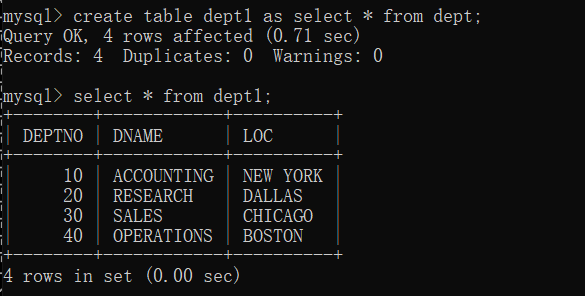 mysql> create table dept1 as select * from dept;
Query OK, 4 rows affected (0.71 sec)
Records: 4  Duplicates: 0  Warnings: 0
mysql> select * from dept1;
+--------+------------+----------+
| DEPTNO | DNAME      | LOC      |
+--------+------------+----------+
|     10 | ACCOUNTING | NEW YORK |
|     20 | RESEARCH   | DALLAS   |
|     30 | SALES      | CHICAGO  |
|     40 | OPERATIONS | BOSTON   |
+--------+------------+----------+
4 rows in set (0.00 sec)